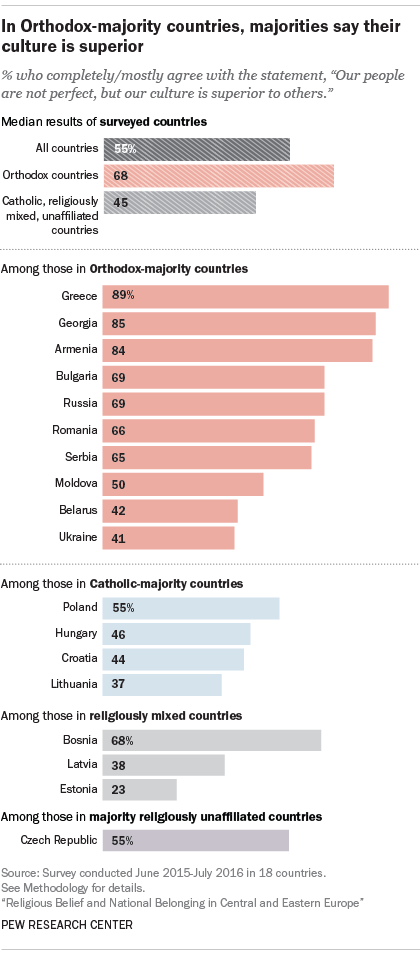 In Orthodox-majority countries, majorities say their
culture is superior
% who completely/mostly agree with the statement, “Our people
are not perfect, but our culture is superior to others.”
Median results of surveyed countries
All countries 55%
Orthodox countries 68
Catholic, religiously 45
mixed, unaffiliated
countries
Among those in Orthodox-majority countries
Greece 89%
Georgia 85
Armenia 84
Bulgaria 69
Russia 69
Romania 66
Serbia 65
Moldova 50
Belarus 42
Ukraine 41
Among those in Catholic-majority countries
Poland 55%
Hungary 46
Croatia 44
Lithuania 37
Among those in religiously mixed countries
Bosnia 68%
Latvia 38
Estonia 23
Among those in majority religiously unaffiliated countries
Czech Republic 55%
Source: Survey conducted June 2015-July 2016 in 18 countries.
See Methodology for details.
“Religious Belief and National Belonging in Central and Eastern Europe”
PEW RESEARCH CENTER